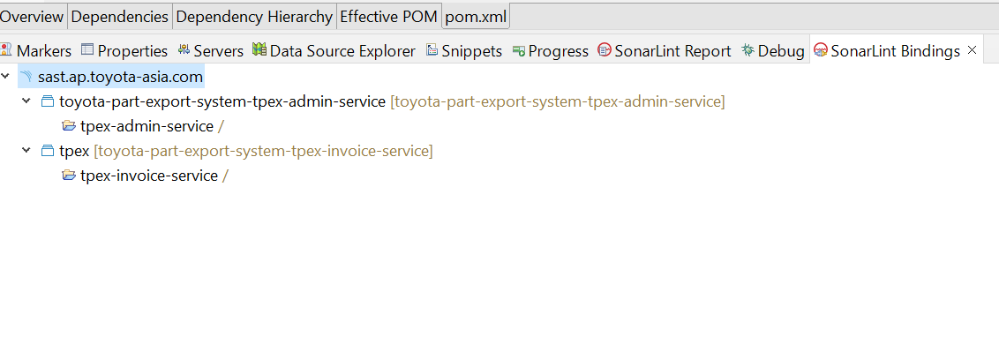 Overview Dependencies Dependency Hierarchy Effective POM pom.xml
Markers Properties Servers Data Source Explorer Snippets Progress SonarLint Report Debug SonarLint Bindings
sast.ap.toyota-asia.com
toyota-part-export-system-tpex-admin-service [toyota-part-export-system-tpex-admin-service]
tpex-admin-service /
tpex [toyota-part-export-system-tpex-invoice-service]
tpex-invoice-service /